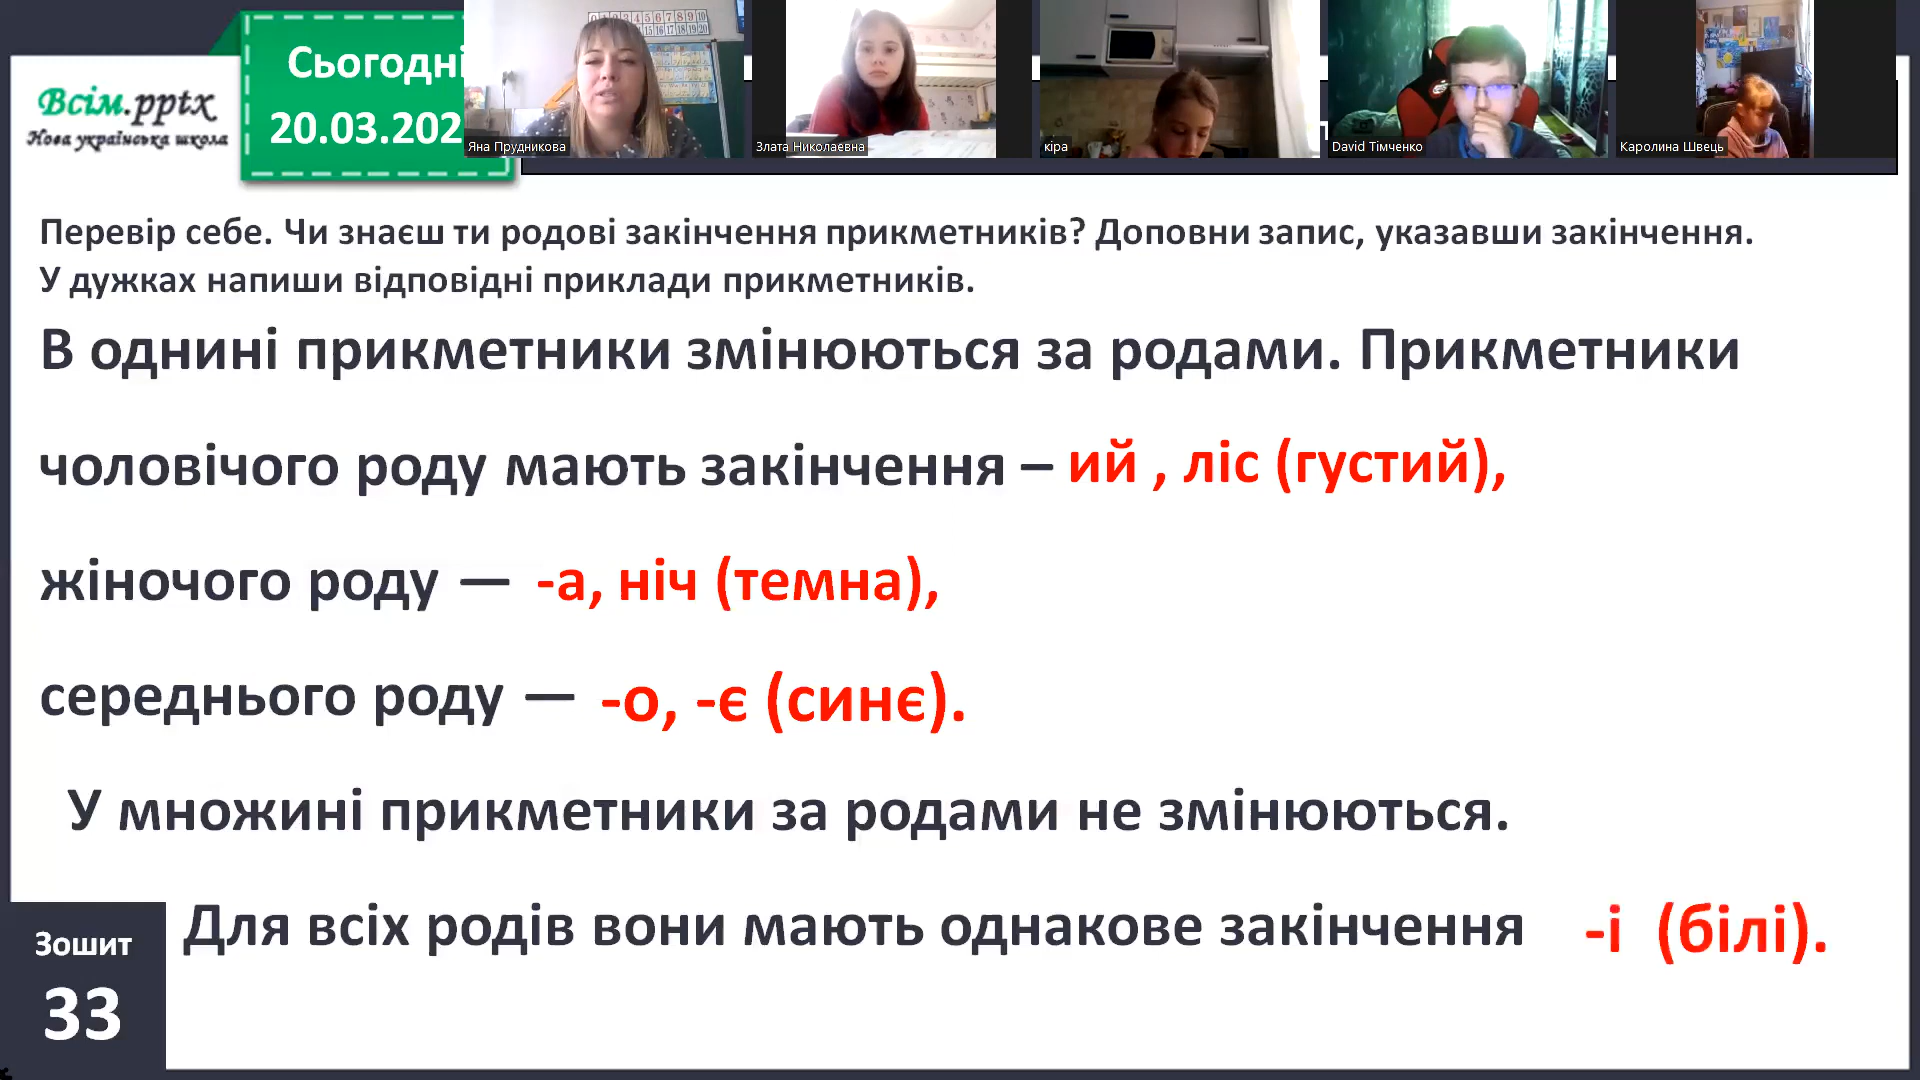 Сьогодні
20.03.202
Всім.pptx
Нова українська школа
Яна Прудникова
Злата Николаевна
кіра
David Тімченко
Каролина Швець
Перевір себе. Чи знаєш ти родові закінчення прикметників? Доповни запис, указавши закінчення.
У дужках напиши відповідні приклади прикметників.
В однині прикметники змінюються за родами. Прикметники
чоловічого роду мають закінчення – ий , ліс (густий),
жіночого роду — -а, ніч (темна),
середнього роду — -о, -є (синє).
У множині прикметники за родами не змінюються.
Для всіх родів вони мають однакове закінчення -і (білі).
Зошит
33